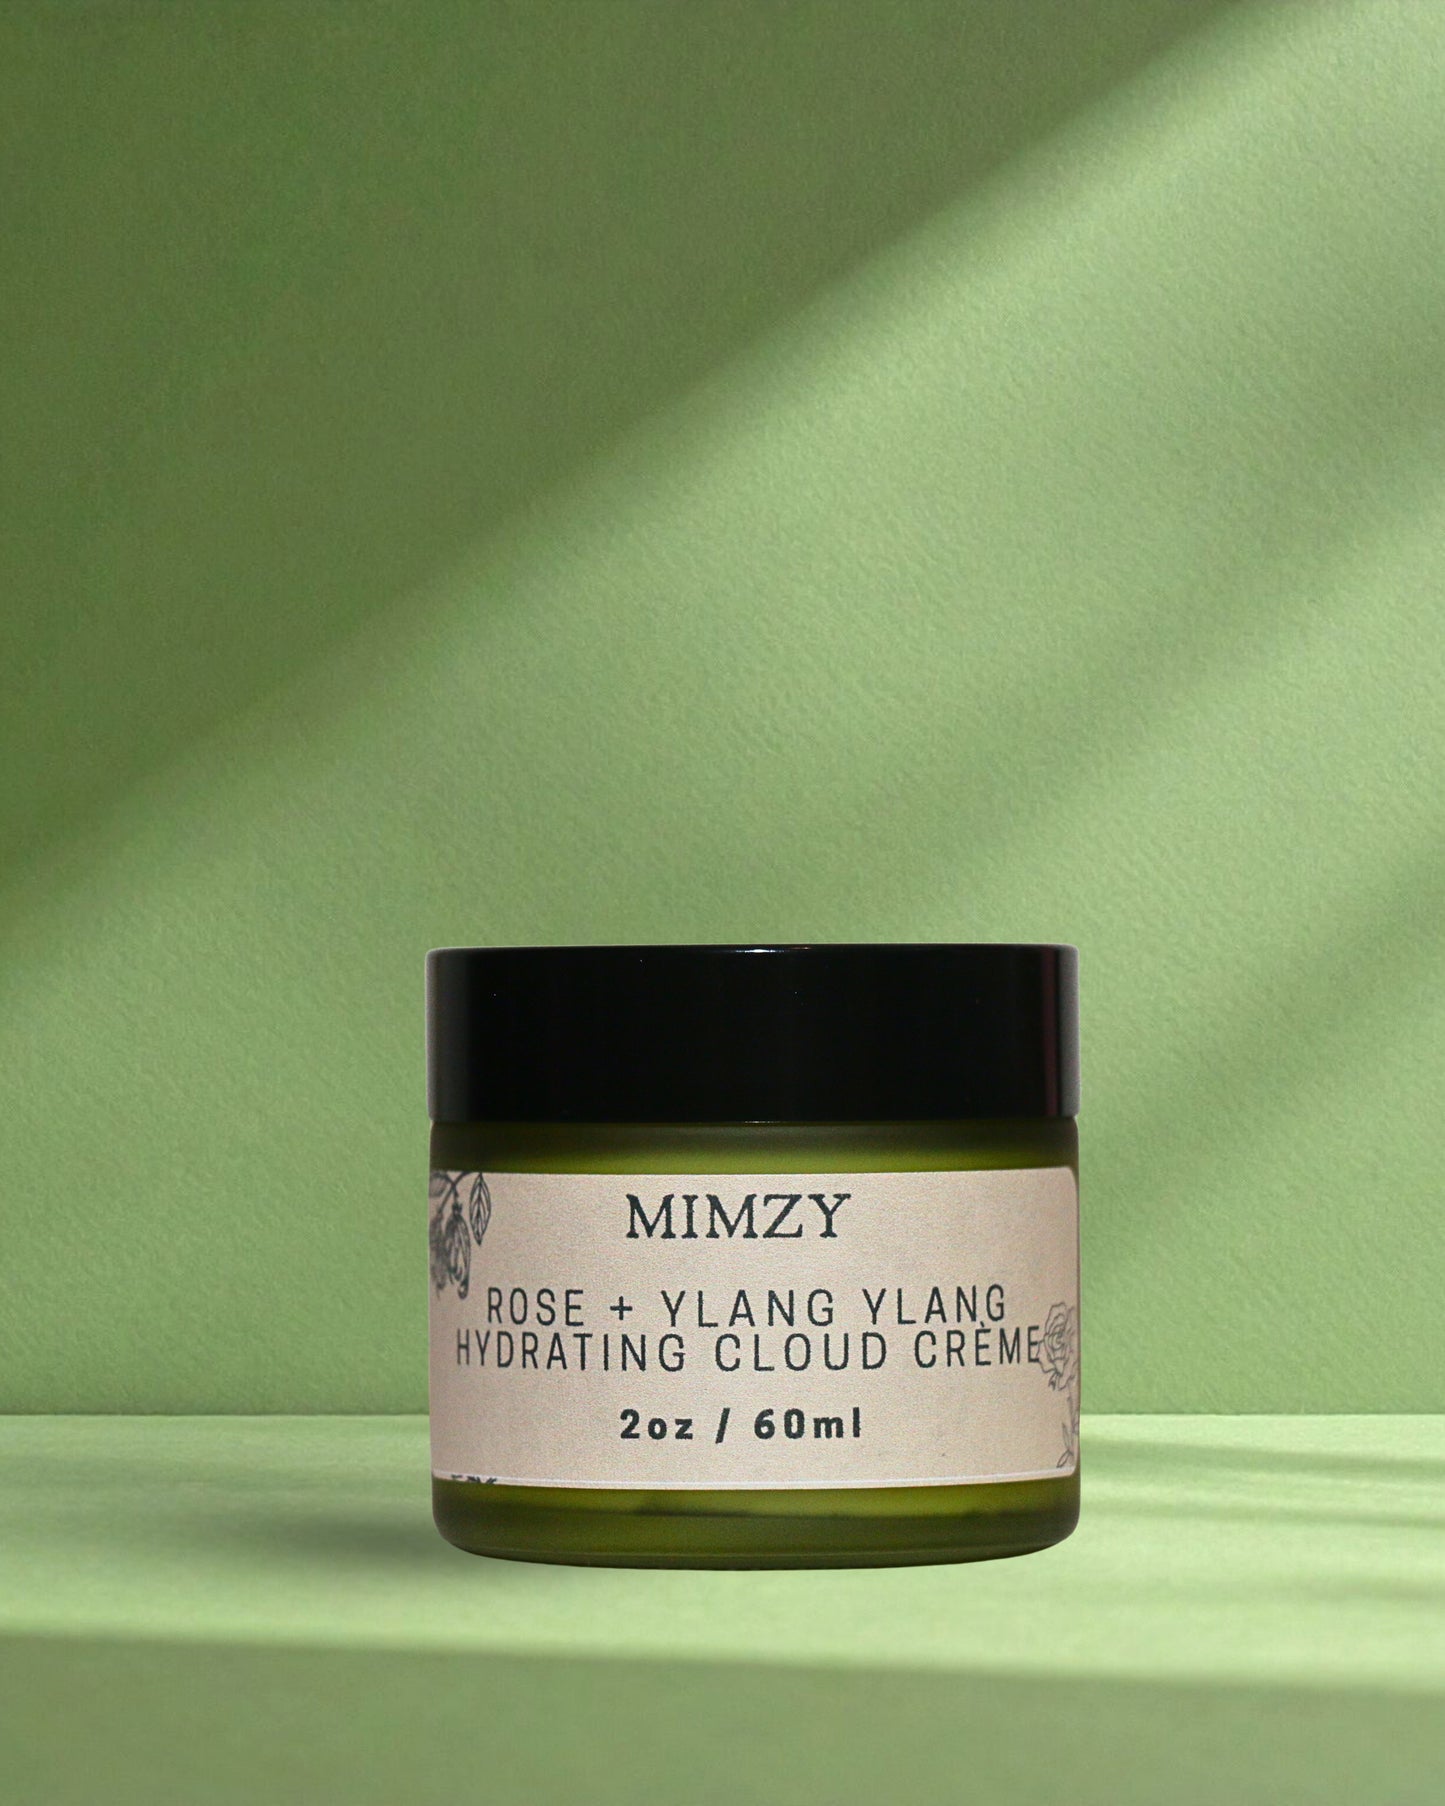 MIMZY
ROSE + YLANG YLANG
HYDRATING CLOUD CRÈME
2oz / 60ml